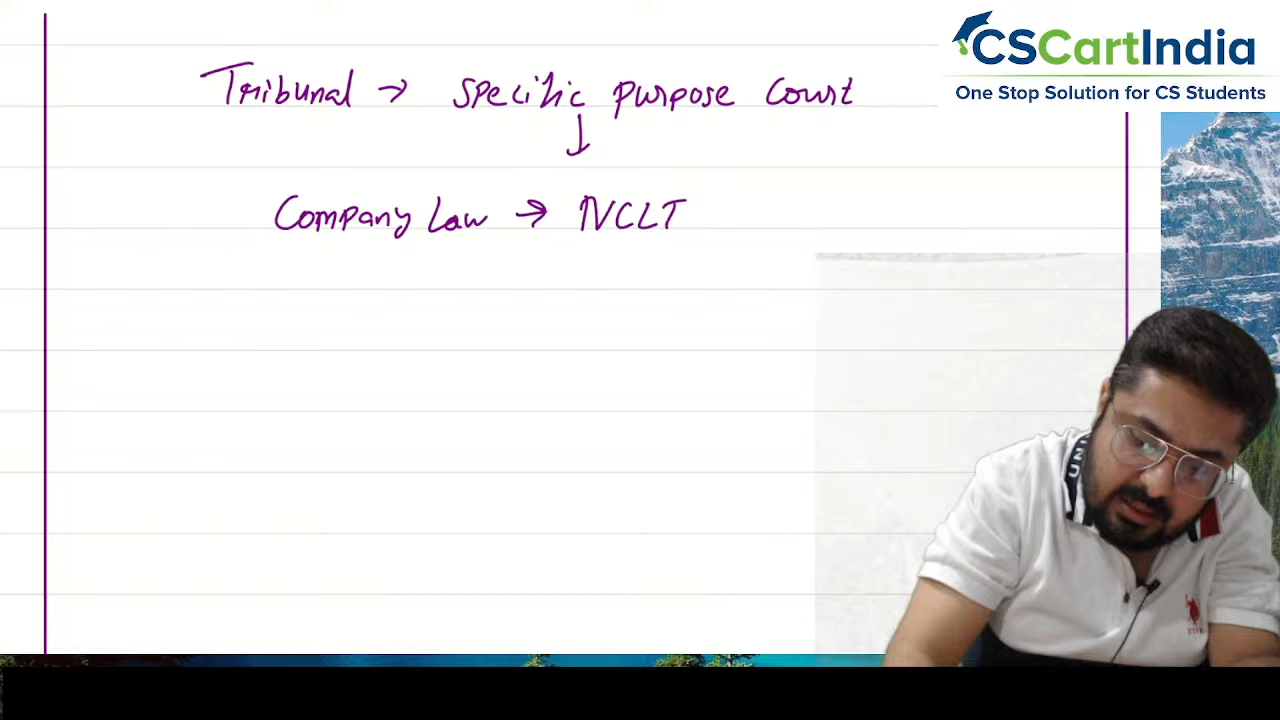 CSCartIndia
One Stop Solution for CS Students
Tribunal → specific purpose court
↓
Company Law → NCLT